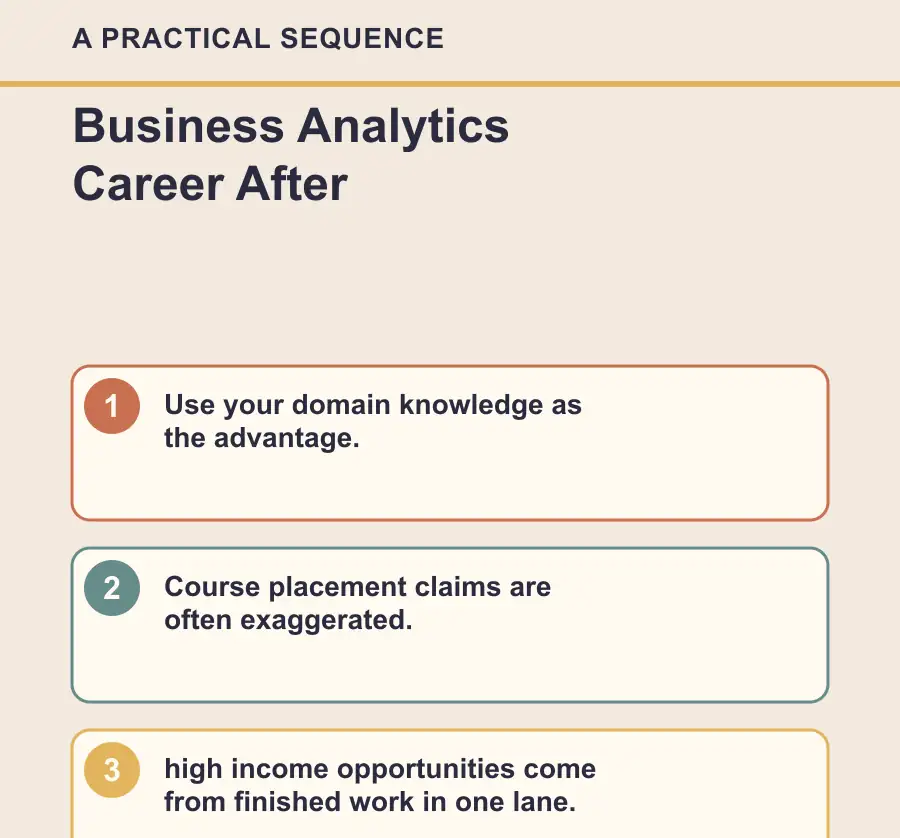 A PRACTICAL SEQUENCE
Business Analytics
Career After
1
Use your domain knowledge as
the advantage.
2
Course placement claims are
often exaggerated.
3
high income opportunities come
from finished work in one lane.